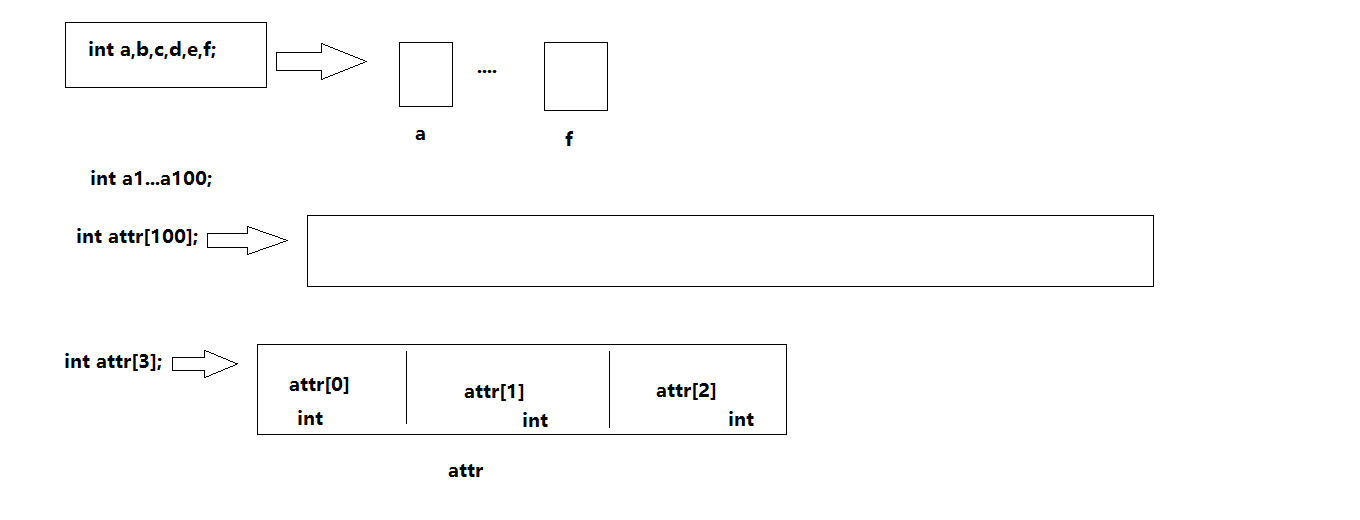 int a,b,c,d,e,f;
....
a
f
int a1...a100;
int attr[100];
int attr[3];
attr[0]
attr[1]
attr[2]
int
int
int
attr